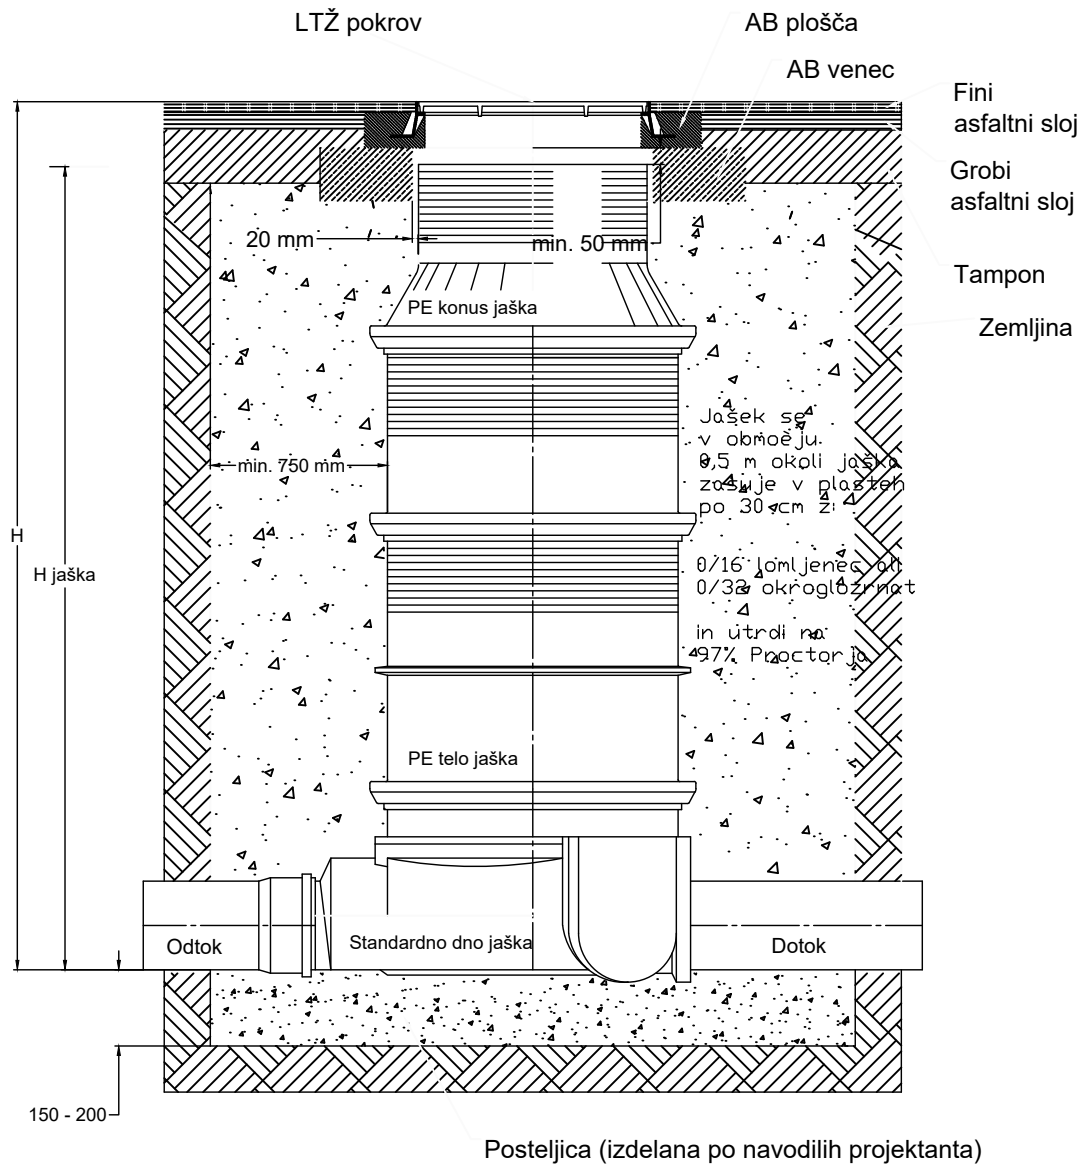 LTŽ pokrov
AB plošča
AB venec
Fini
asfaltni sloj
Grobi
asfaltni sloj
Tampon
Zemljina
20 mm
min. 50 mm
PE konus jaška
Jašek se
v obmoèju
0,5 m okoli jaška
zasuje v plasteh
po 30 cm z:
min. 750 mm
H
H jaška
0/16 lomljenec ali
0/32 okroglozrnat
in utrdi na
97% Proctorja
PE telo jaška
Odtok
Standardno dno jaška
Dotok
150 - 200
Posteljica (izdelana po navodilih projektanta)